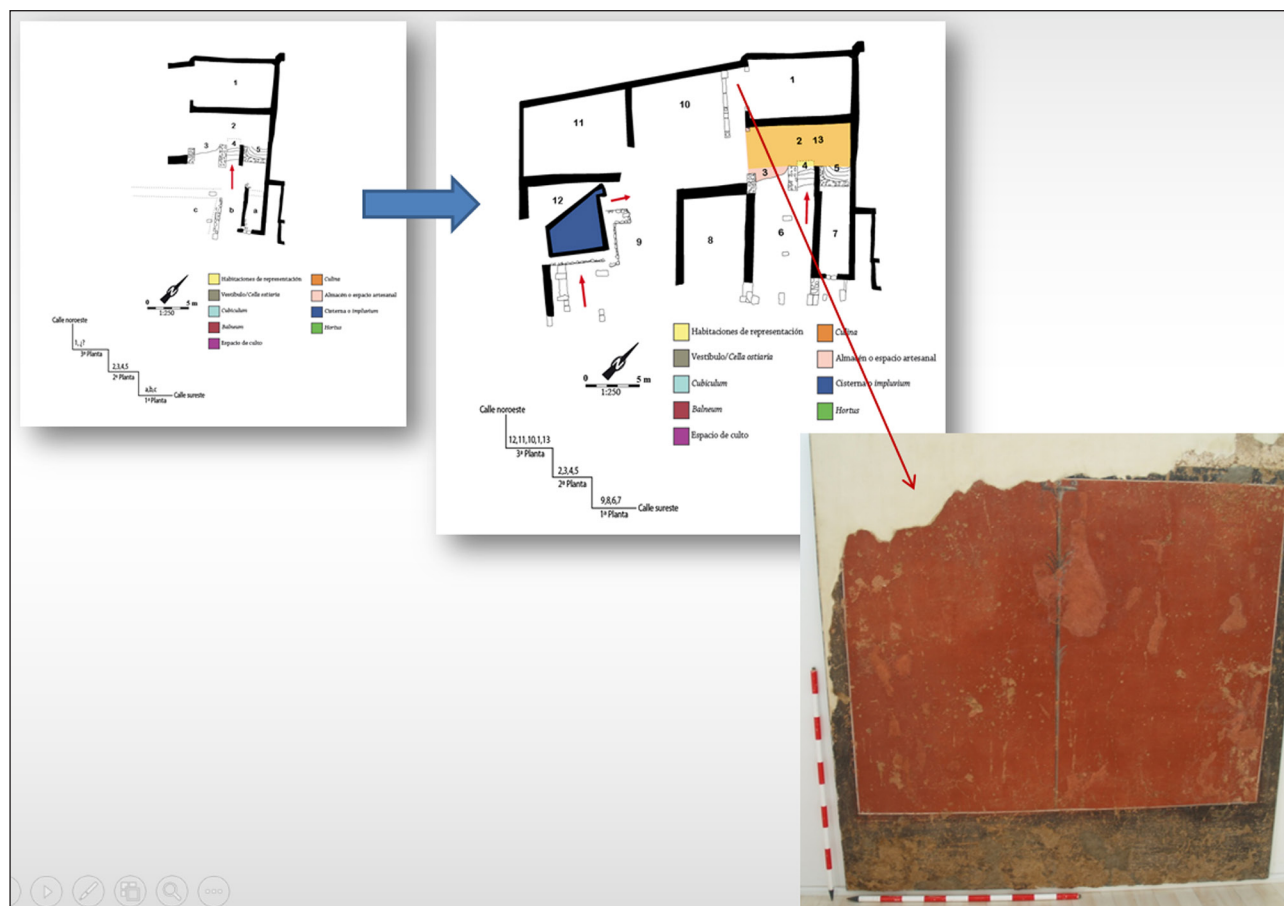 1
2
3 4 5
c b a
Habitaciones de representación
Vestíbulo/Cella ostiaria
Cubiculum
Balneum
Espacio de culto
Culina
Almacén o espacio artesanal
Cisterna o impluvium
Hortus
0 5 m
1:250
Calle noroeste
1, ¿?
3ª Planta
2,3,4,5
2ª Planta
a,b,c
1ª Planta
Calle sureste
1
10
11
2 13
3 4 5
12
9
8
6
7
Habitaciones de representación
Vestíbulo/Cella ostiaria
Cubiculum
Balneum
Espacio de culto
Culina
Almacén o espacio artesanal
Cisterna o impluvium
Hortus
0 5 m
1:250
Calle noroeste
12,11,10,1,13
3ª Planta
2,3,4,5
2ª Planta
9,8,6,7
1ª Planta
Calle sureste